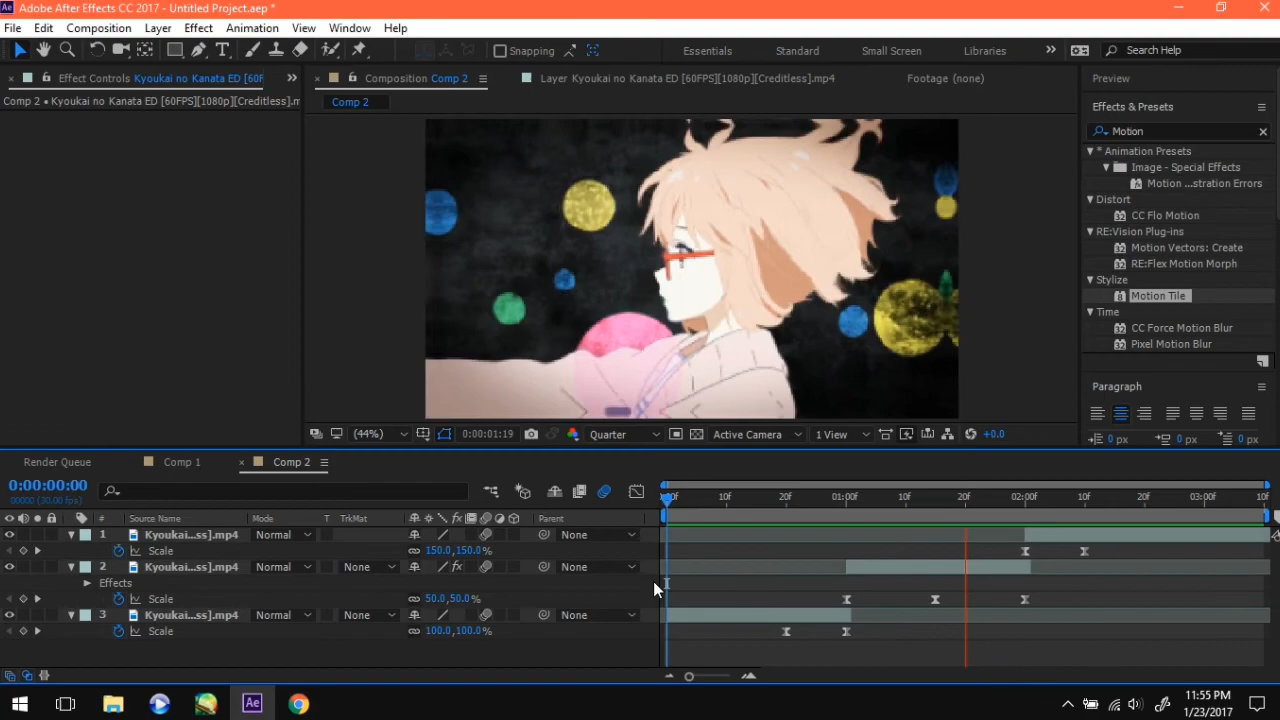 Ae Adobe After Effects CC 2017 - Untitled Project.aep *
File Edit Composition Layer Effect Animation View Window Help
Snapping Essentials Standard Small Screen Libraries Search Help
Effect Controls Kyoukai no Kanata ED [60F Composition Comp 2 Layer Kyoukai no Kanata ED [60FPS][1080p][Creditless].mp4 Footage (none) Preview
Comp 2 • Kyoukai no Kanata ED [60FPS][1080p][Creditless].m Comp 2
Effects & Presets
Motion
* Animation Presets
Image - Special Effects
Motion ...stration Errors
Distort
CC Flo Motion
RE:Vision Plug-ins
Motion Vectors: Create
RE:Flex Motion Morph
Stylize
Motion Tile
Time
CC Force Motion Blur
Pixel Motion Blur
Paragraph
(44%) 0:00:01:19 Quarter Active Camera 1 View +0.0
0 px 0 px 0 px
Render Queue Comp 1 Comp 2
0:00:00:00
00000 (30.00 fps)
:00f 10f 20f 01:00f 10f 20f 02:00f 10f 20f 03:00f 10f
# Source Name Mode T TrkMat Parent
1 Kyoukai...ss].mp4 Normal None
Scale 150.0,150.0%
2 Kyoukai...ss].mp4 Normal None None
Effects
Scale 50.0,50.0%
3 Kyoukai...ss].mp4 Normal None None
Scale 100.0,100.0%
Ae 11:55 PM
1/23/2017